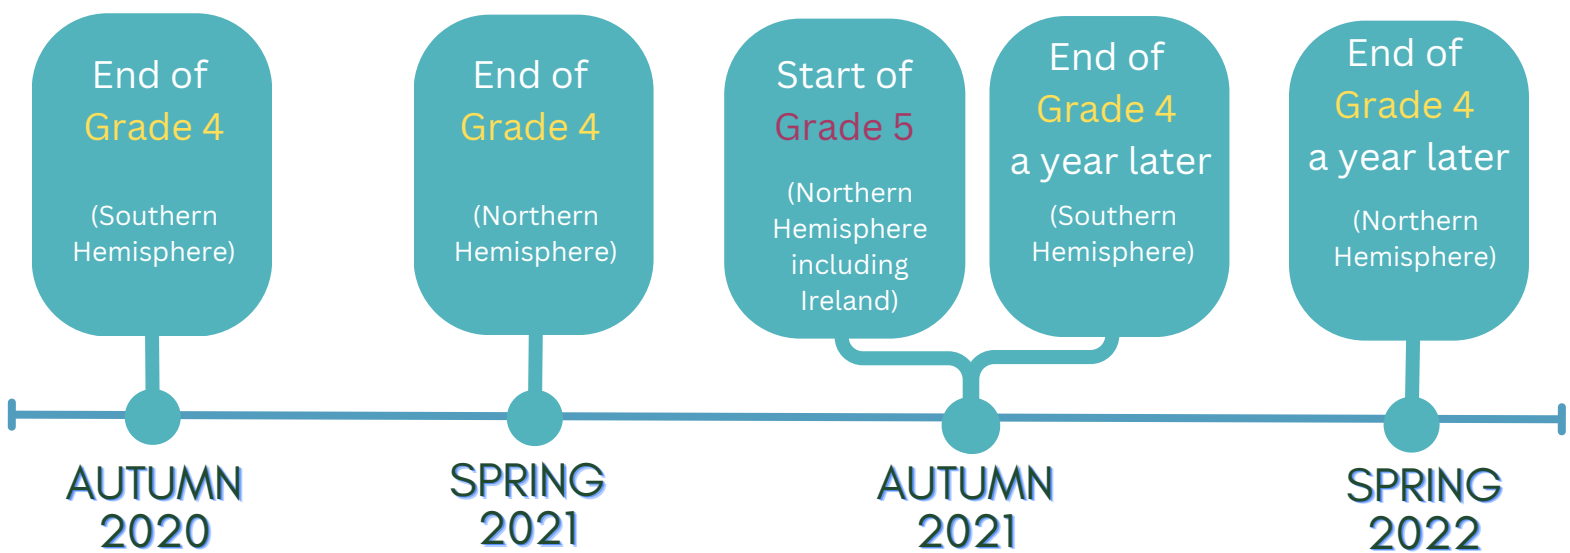 End of
Grade 4
(Southern
Hemisphere)
End of
Grade 4
(Northern
Hemisphere)
Start of
Grade 5
(Northern
Hemisphere
including
Ireland)
End of
Grade 4
a year later
(Southern
Hemisphere)
End of
Grade 4
a year later
(Northern
Hemisphere)
AUTUMN
2020
SPRING
2021
AUTUMN
2021
SPRING
2022